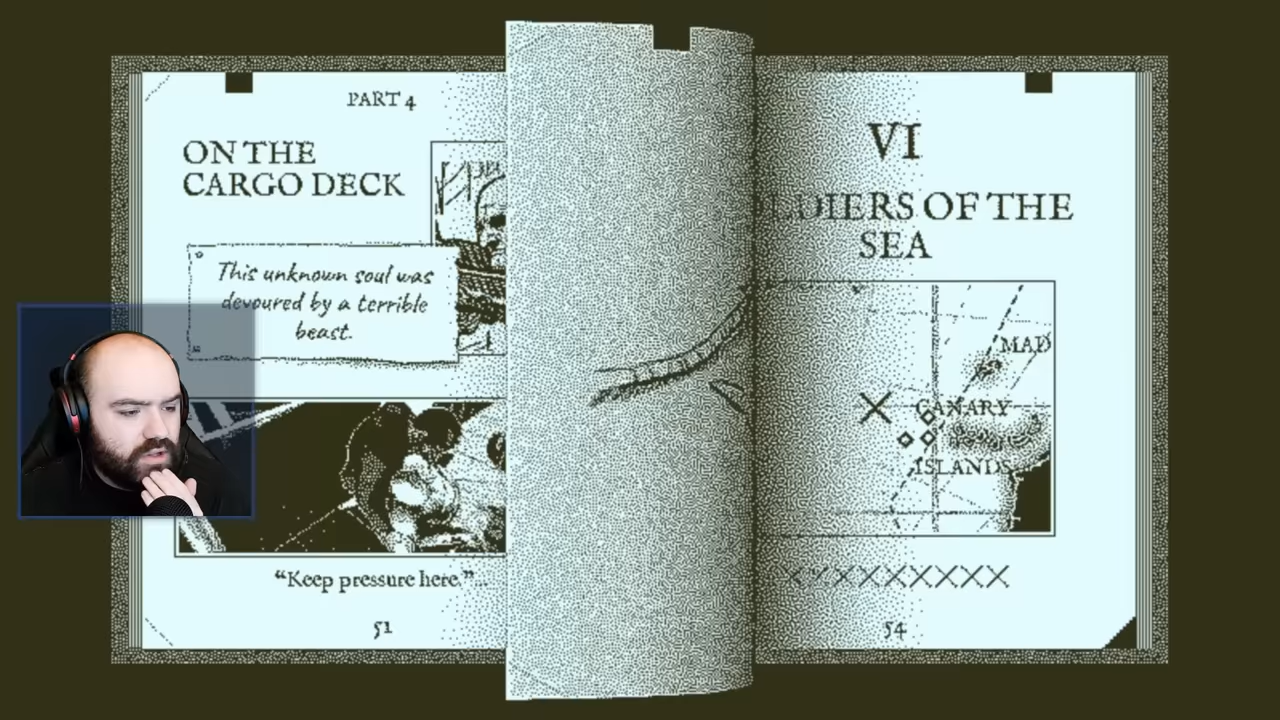 PART 4
ON THE
CARGO DECK
This unknown soul was
devoured by a terrible
beast.
"Keep pressure here."...
51
VI
OLDIERS OF THE
SEA
MAD
CANARY
ISLANDS
54